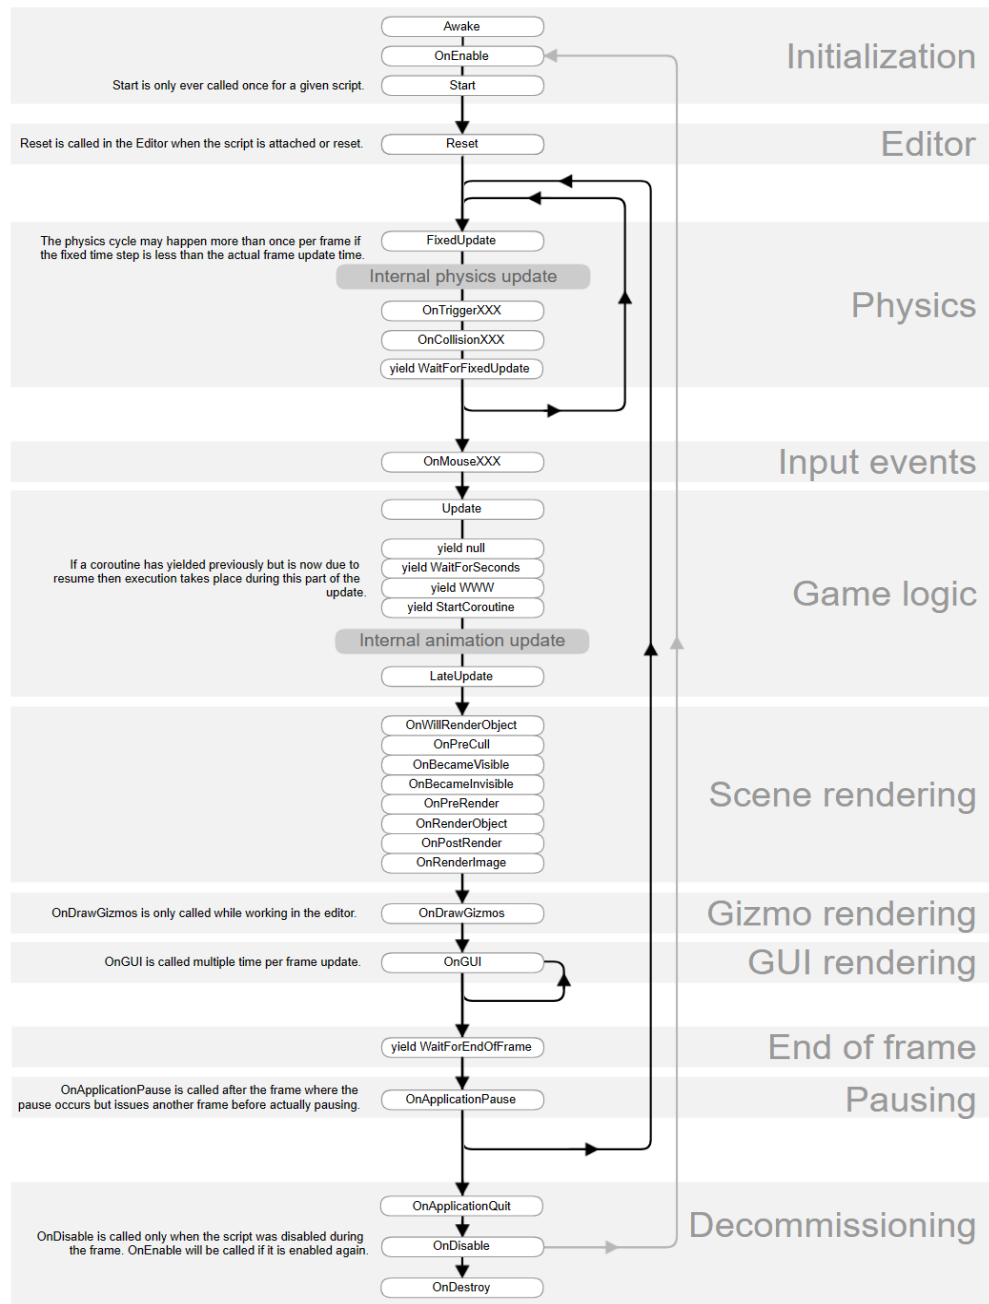 Awake
OnEnable
Initialization
Start is only ever called once for a given script.
Start
Reset is called in the Editor when the script is attached or reset.
Reset
Editor
The physics cycle may happen more than once per frame if
the fixed time step is less than the actual frame update time.
FixedUpdate
Internal physics update
OnTriggerXXX
Physics
OnCollisionXXX
yield WaitForFixedUpdate
OnMouseXXX
Input events
Update
yield null
If a coroutine has yielded previously but is now due to
resume then execution takes place during this part of the
update.
yield WaitForSeconds
yield WWW
yield StartCoroutine
Game logic
Internal animation update
LateUpdate
OnWillRenderObject
OnPreCull
OnBecameVisible
OnBecameInvisible
OnPreRender
OnRenderObject
OnPostRender
OnRenderImage
Scene rendering
OnDrawGizmos is only called while working in the editor.
OnDrawGizmos
Gizmo rendering
OnGUI is called multiple time per frame update.
OnGUI
GUI rendering
yield WaitForEndOfFrame
End of frame
OnApplicationPause is called after the frame where the
pause occurs but issues another frame before actually pausing.
OnApplicationPause
Pausing
OnApplicationQuit
Decommissioning
OnDisable is called only when the script was disabled during
the frame. OnEnable will be called if it is enabled again.
OnDisable
OnDestroy